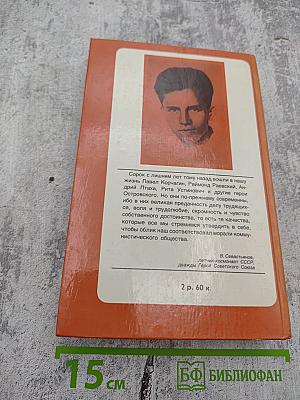 Сорок с лишнем лет тому назад вошли в нашу
жизнь Павел Корчагин, Раймонд Раевский, Ан-
дрий Птаха, Рита Устинович и другие герои
Островского. Но они по-прежнему современны,
ибо в них великая преданность делу трудящих-
ся, воля и трудолюбие, скромность и чувство
собственного достоинства, то есть те качества,
которые все мы стремимся утвердить в себе,
чтобы облик наш соответствовал морали комму-
нистического общества.
В. Севастьянов,
летчик-космонавт СССР,
дважды Герой Советского Союза
2 р. 60 к.
15 см
БФ БИБЛИОФАН